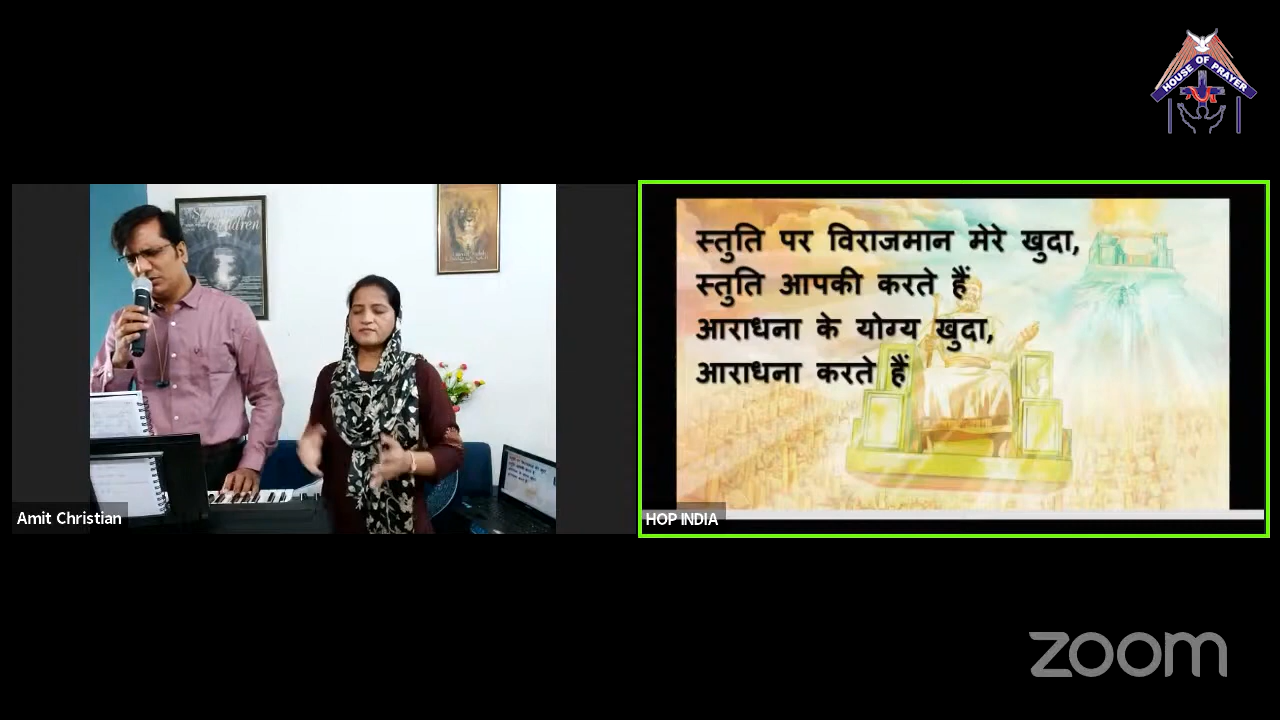 HOUSE OF PRAYER
स्तुति पर विराजमान मेरे खुदा,
स्तुति आपकी करते हैं
आराधना के योग्य खुदा,
आराधना करते हैं
Amit Christian
HOP INDIA
zoom